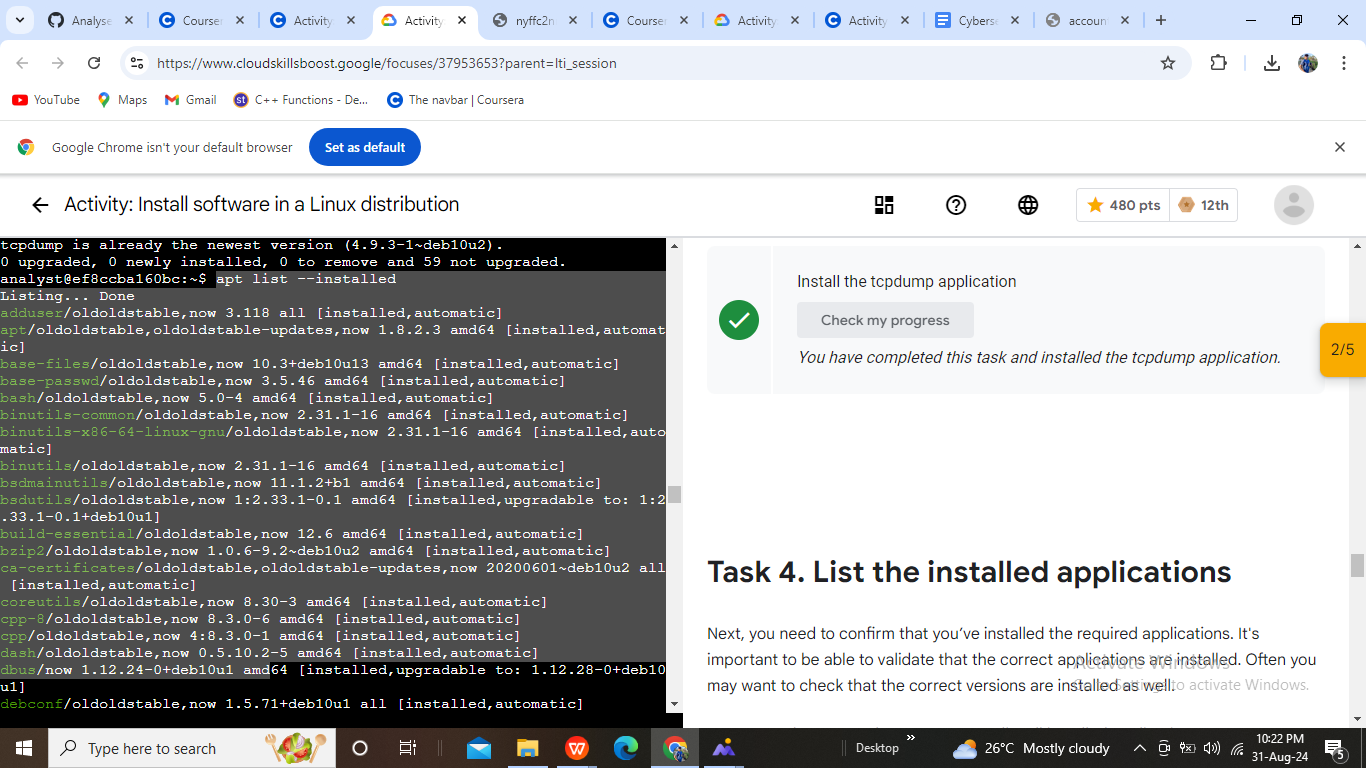 Analyse
Course
Activity
Activity
nyffc2n
Course
Activity
Activity
Cyberse
accoun
https://www.cloudskillsboost.google/focuses/37953653?parent=lti_session
YouTube
Maps
Gmail
st
C++ Functions - De...
The navbar | Coursera
Google Chrome isn't your default browser
Set as default
Activity: Install software in a Linux distribution
480 pts
12th
tcpdump is already the newest version (4.9.3-1~deb10u2).
0 upgraded, 0 newly installed, 0 to remove and 59 not upgraded.
analyst@ef8ccba160bc:~$ apt list --installed
Listing... Done
adduser/oldoldstable,now 3.118 all [installed,automatic]
apt/oldoldstable,oldoldstable-updates,now 1.8.2.3 amd64 [installed,automat
ic]
base-files/oldoldstable,now 10.3+deb10u13 amd64 [installed,automatic]
base-passwd/oldoldstable,now 3.5.46 amd64 [installed,automatic]
bash/oldoldstable,now 5.0-4 amd64 [installed,automatic]
binutils-common/oldoldstable,now 2.31.1-16 amd64 [installed,automatic]
binutils-x86-64-linux-gnu/oldoldstable,now 2.31.1-16 amd64 [installed,auto
matic]
binutils/oldoldstable,now 2.31.1-16 amd64 [installed,automatic]
bsdmainutils/oldoldstable,now 11.1.2+b1 amd64 [installed,automatic]
bsdutils/oldoldstable,now 1:2.33.1-0.1 amd64 [installed,upgradable to: 1:2
.33.1-0.1+deb10u1]
build-essential/oldoldstable,now 12.6 amd64 [installed,automatic]
bzip2/oldoldstable,now 1.0.6-9.2~deb10u2 amd64 [installed,automatic]
ca-certificates/oldoldstable,oldoldstable-updates,now 20200601~deb10u2 all
[installed,automatic]
coreutils/oldoldstable,now 8.30-3 amd64 [installed,automatic]
cpp-8/oldoldstable,now 8.3.0-6 amd64 [installed,automatic]
cpp/oldoldstable,now 4:8.3.0-1 amd64 [installed,automatic]
dash/oldoldstable,now 0.5.10.2-5 amd64 [installed,automatic]
dbus/now 1.12.24-0+deb10u1 amd64 [installed,upgradable to: 1.12.28-0+deb10
u1]
debconf/oldoldstable,now 1.5.71+deb10u1 all [installed,automatic]
Install the tcpdump application
Check my progress
You have completed this task and installed the tcpdump application.
2/5
Task 4. List the installed applications
Next, you need to confirm that you've installed the required applications. It's
important to be able to validate that the correct applications are installed. Often you
may want to check that the correct versions are installed as well.
Activate Windows
Go to Settings to activate Windows.
Type here to search
Desktop
26°C Mostly cloudy
10:22 PM
31-Aug-24
5